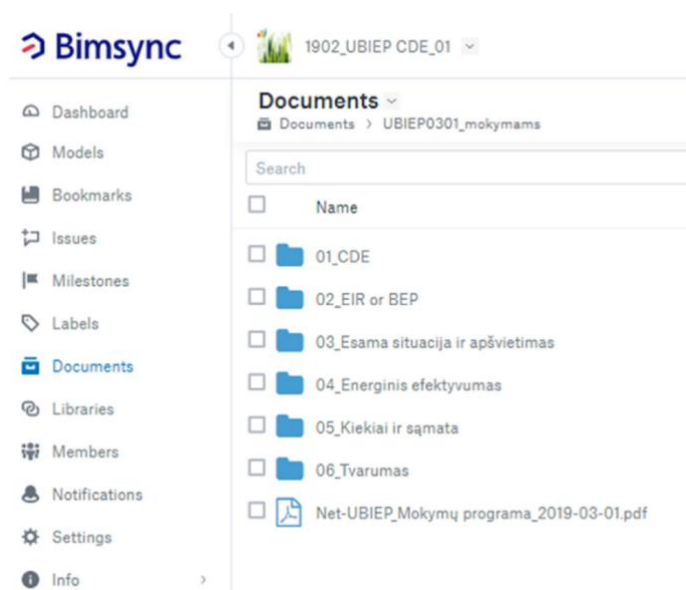 Bimsync
1902_UBIEP CDE_01
Dashboard
Models
Bookmarks
Issues
Milestones
Labels
Documents
Libraries
Members
Notifications
Settings
Info
Documents
Documents > UBIEP0301_mokymams
Search
Name
01_CDE
02_EIR or BEP
03_Esama situacija ir apšvietimas
04_Energinis efektyvumas
05_Kiekiai ir sąmata
06_Tvarumas
Net-UBIEP_Mokymų programa_2019-03-01.pdf